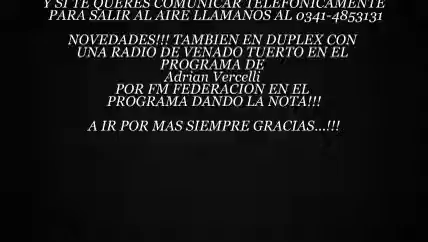 Y SI TE QUERES COMUNICAR TELEFONICAMENTE
PARA SALIR AL AIRE LLAMANOS AL 0341-4853131
NOVEDADES!!! TAMBIEN EN DUPLEX CON
UNA RADIO DE VENADO TUERTO EN EL
PROGRAMA DE
Adrian Vercelli
POR FM FEDERACION EN EL
PROGRAMA DANDO LA NOTA!!!
A IR POR MAS SIEMPRE GRACIAS...!!!